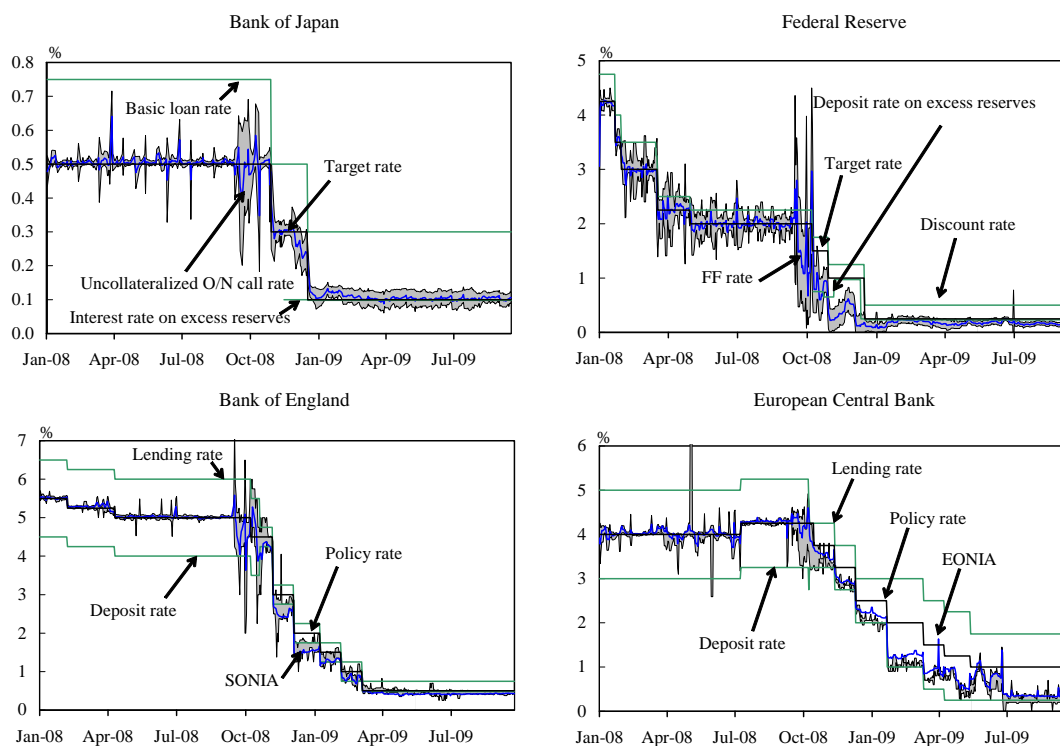 Bank of Japan
%
0.8
0.7
0.6
0.5
0.4
0.3
0.2
0.1
0.0
Basic loan rate
Target rate
Uncollateralized O/N call rate
Interest rate on excess reserves
Jan-08 Apr-08 Jul-08 Oct-08 Jan-09 Apr-09 Jul-09
Federal Reserve
%
5
4
3
2
1
0
Deposit rate on excess reserves
Target rate
Discount rate
FF rate
Jan-08 Apr-08 Jul-08 Oct-08 Jan-09 Apr-09 Jul-09
Bank of England
%
7
6
5
4
3
2
1
0
Lending rate
Policy rate
Deposit rate
SONIA
Jan-08 Apr-08 Jul-08 Oct-08 Jan-09 Apr-09 Jul-09
European Central Bank
%
6
5
4
3
2
1
0
Lending rate
Policy rate
EONIA
Deposit rate
Jan-08 Apr-08 Jul-08 Oct-08 Jan-09 Apr-09 Jul-09